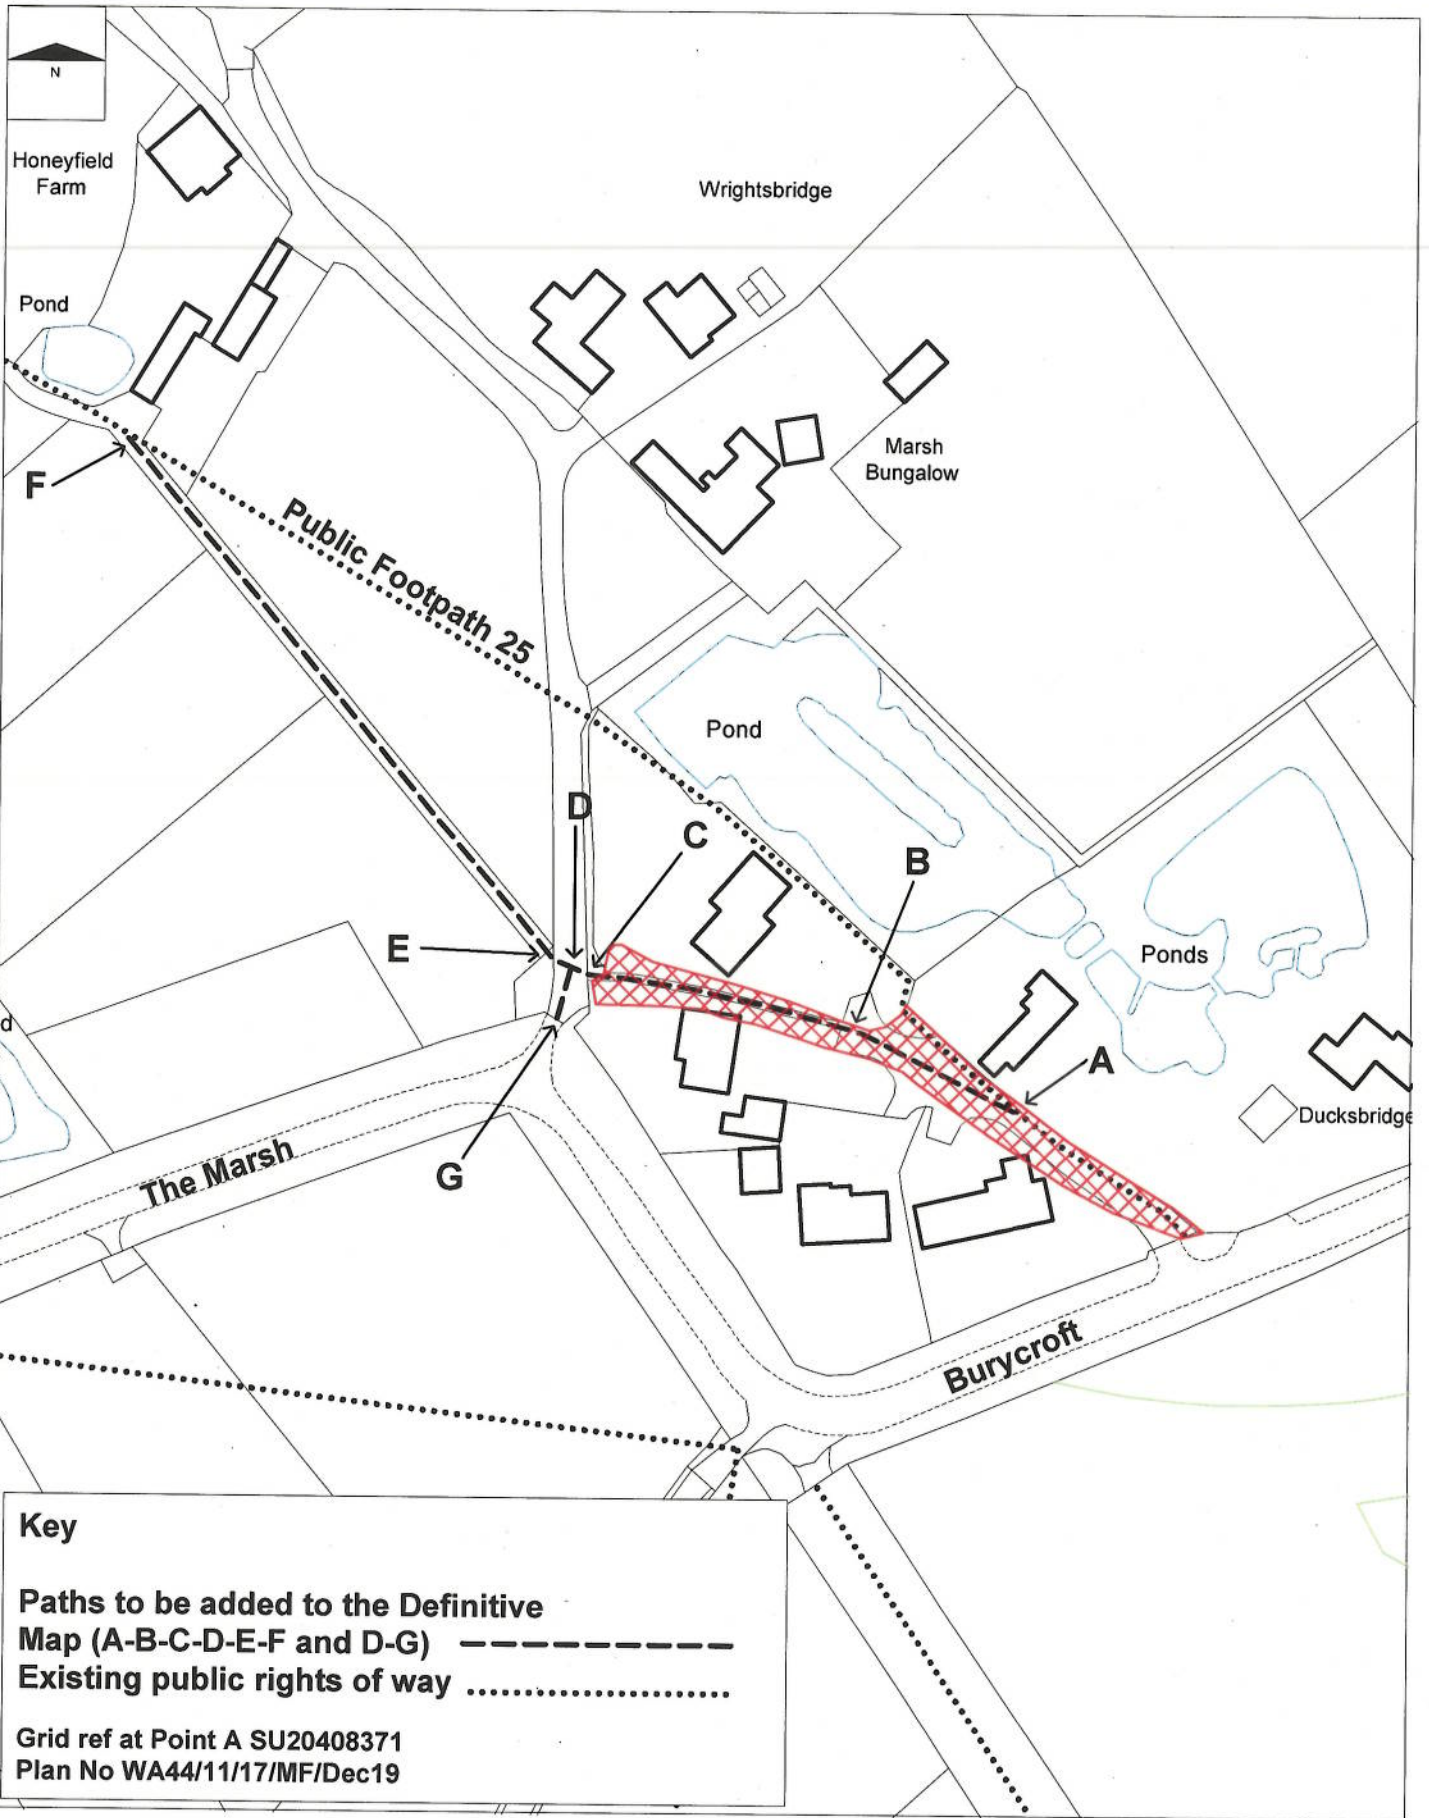 N
Honeyfield
Farm
Wrightsbridge
Pond
Marsh
Bungalow
F
Public Footpath 25
Pond
D
C
B
E
Ponds
d
A
Ducksbridge
G
The Marsh
Burycroft
Key
Paths to be added to the Definitive
Map (A-B-C-D-E-F and D-G)
Existing public rights of way
Grid ref at Point A SU20408371
Plan No WA44/11/17/MF/Dec19